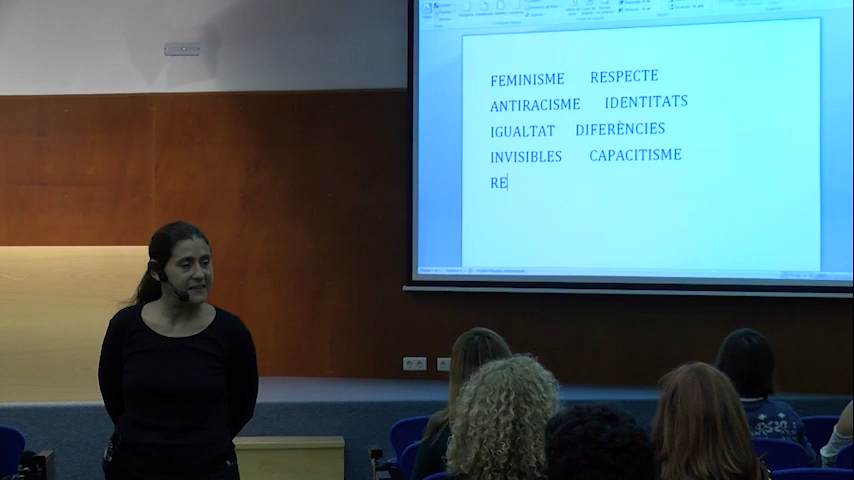 FEMINISME RESPECTE
ANTIRACISME IDENTITATS
IGUALTAT DIFERÈNCIES
INVISIBLES CAPACITISME
RE